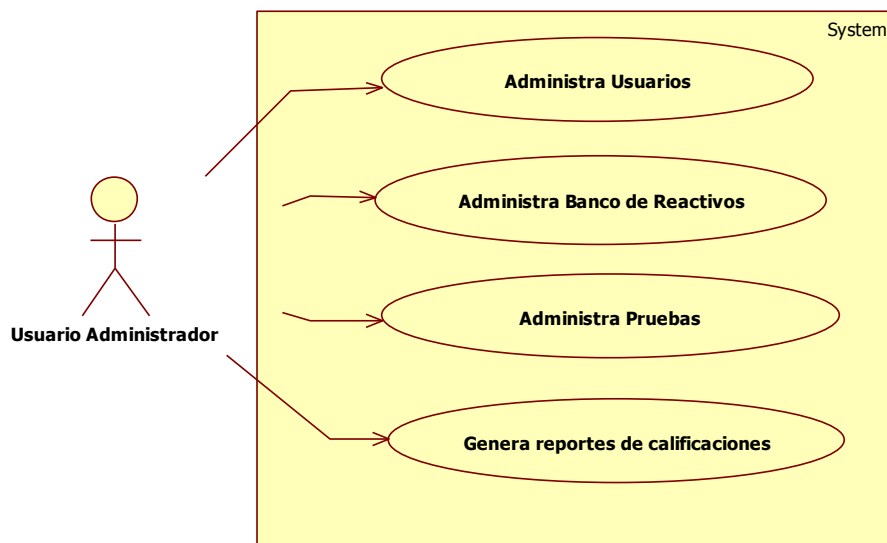 System
Administra Usuarios
Administra Banco de Reactivos
Administra Pruebas
Usuario Administrador
Genera reportes de calificaciones